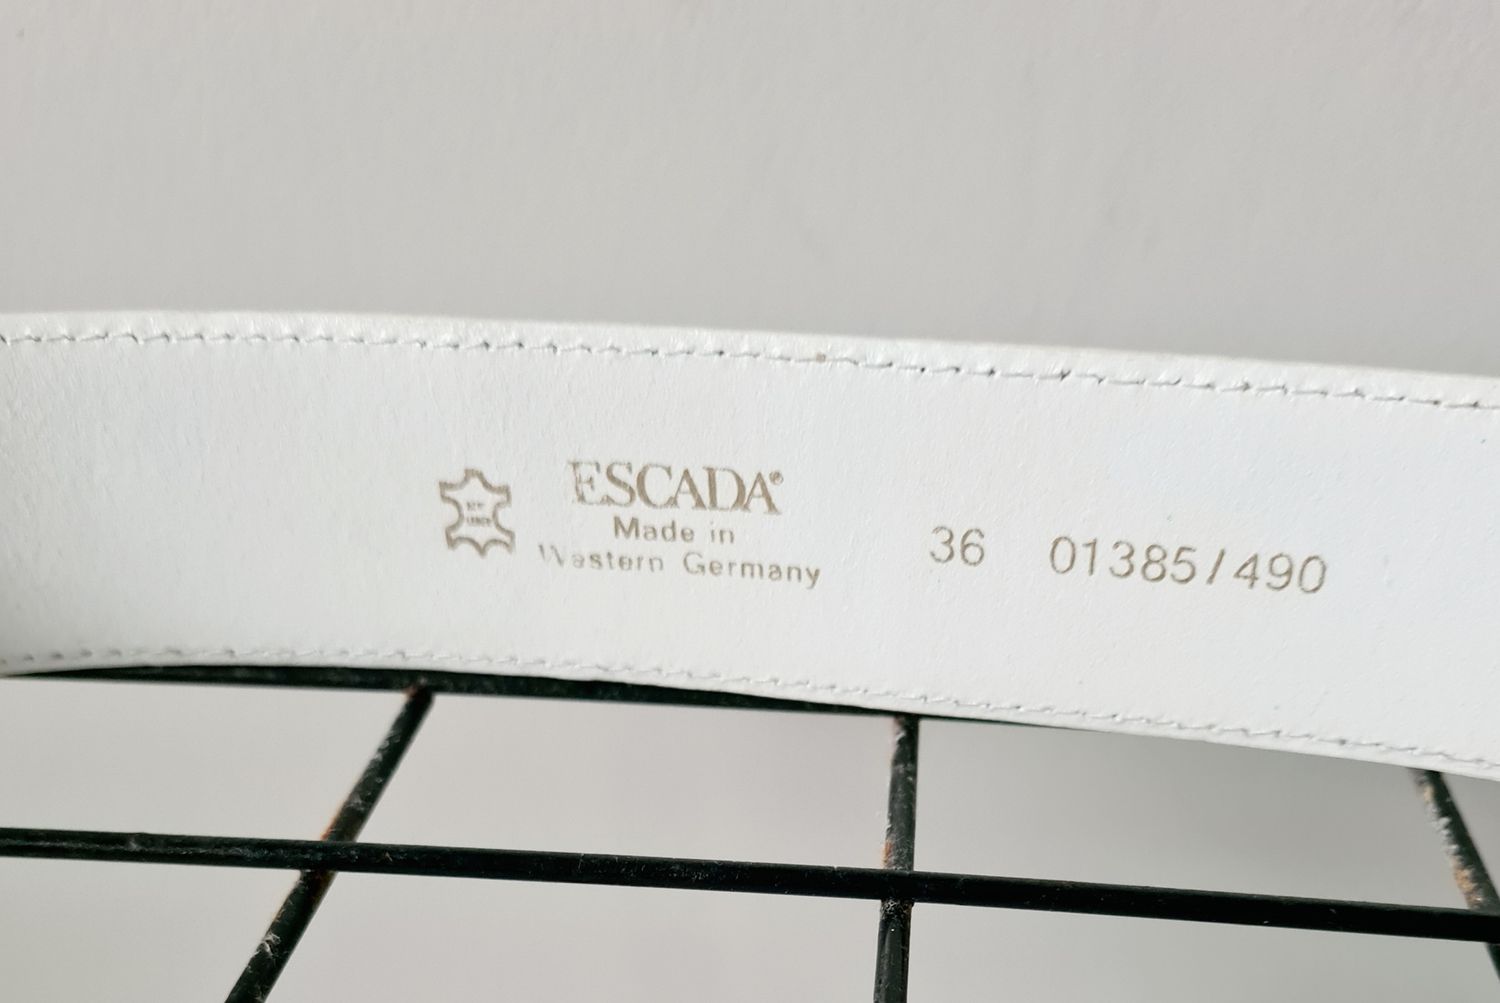 ESCADA®
Made in
Western Germany
36 01385/490